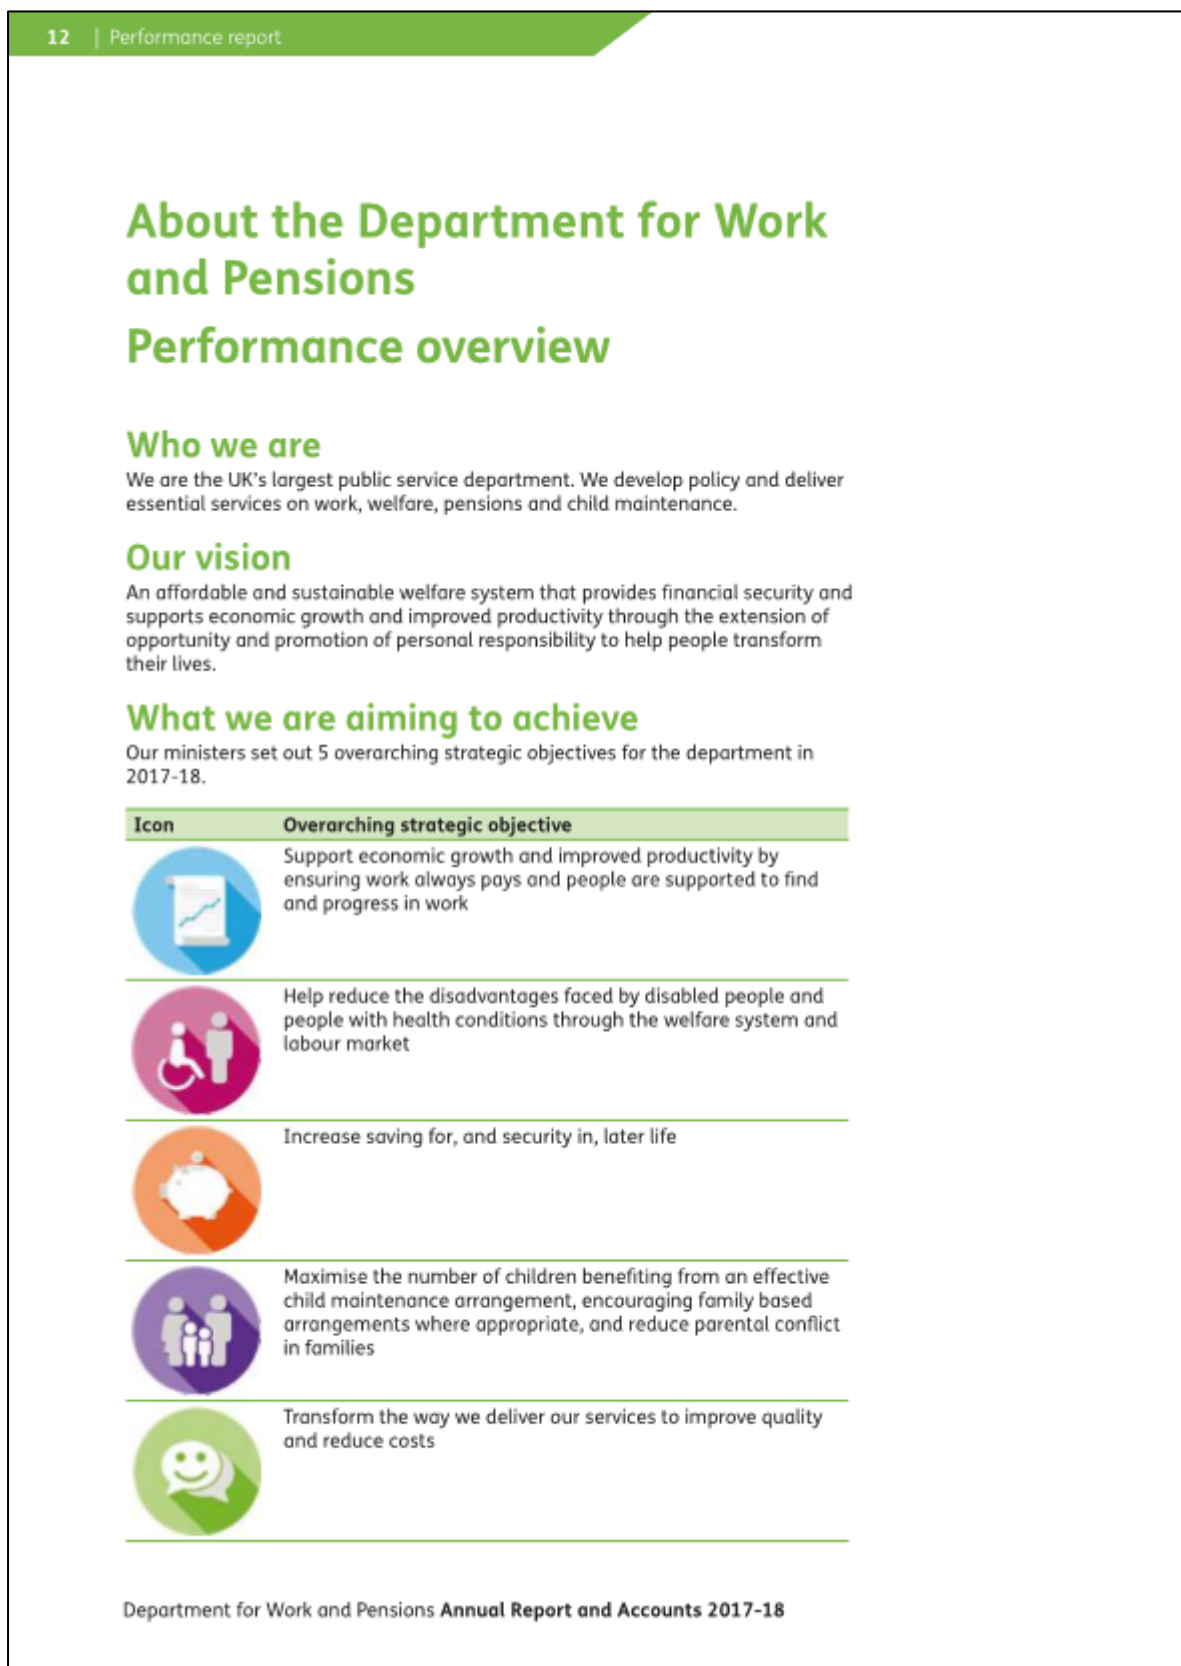 12 | Performance report
About the Department for Work
and Pensions
Performance overview
Who we are
We are the UK's largest public service department. We develop policy and deliver
essential services on work, welfare, pensions and child maintenance.
Our vision
An affordable and sustainable welfare system that provides financial security and
supports economic growth and improved productivity through the extension of
opportunity and promotion of personal responsibility to help people transform
their lives.
What we are aiming to achieve
Our ministers set out 5 overarching strategic objectives for the department in
2017-18.
Icon Overarching strategic objective
Support economic growth and improved productivity by
ensuring work always pays and people are supported to find
and progress in work
Help reduce the disadvantages faced by disabled people and
people with health conditions through the welfare system and
labour market
Increase saving for, and security in, later life
Maximise the number of children benefiting from an effective
child maintenance arrangement, encouraging family based
arrangements where appropriate, and reduce parental conflict
in families
Transform the way we deliver our services to improve quality
and reduce costs
Department for Work and Pensions Annual Report and Accounts 2017-18